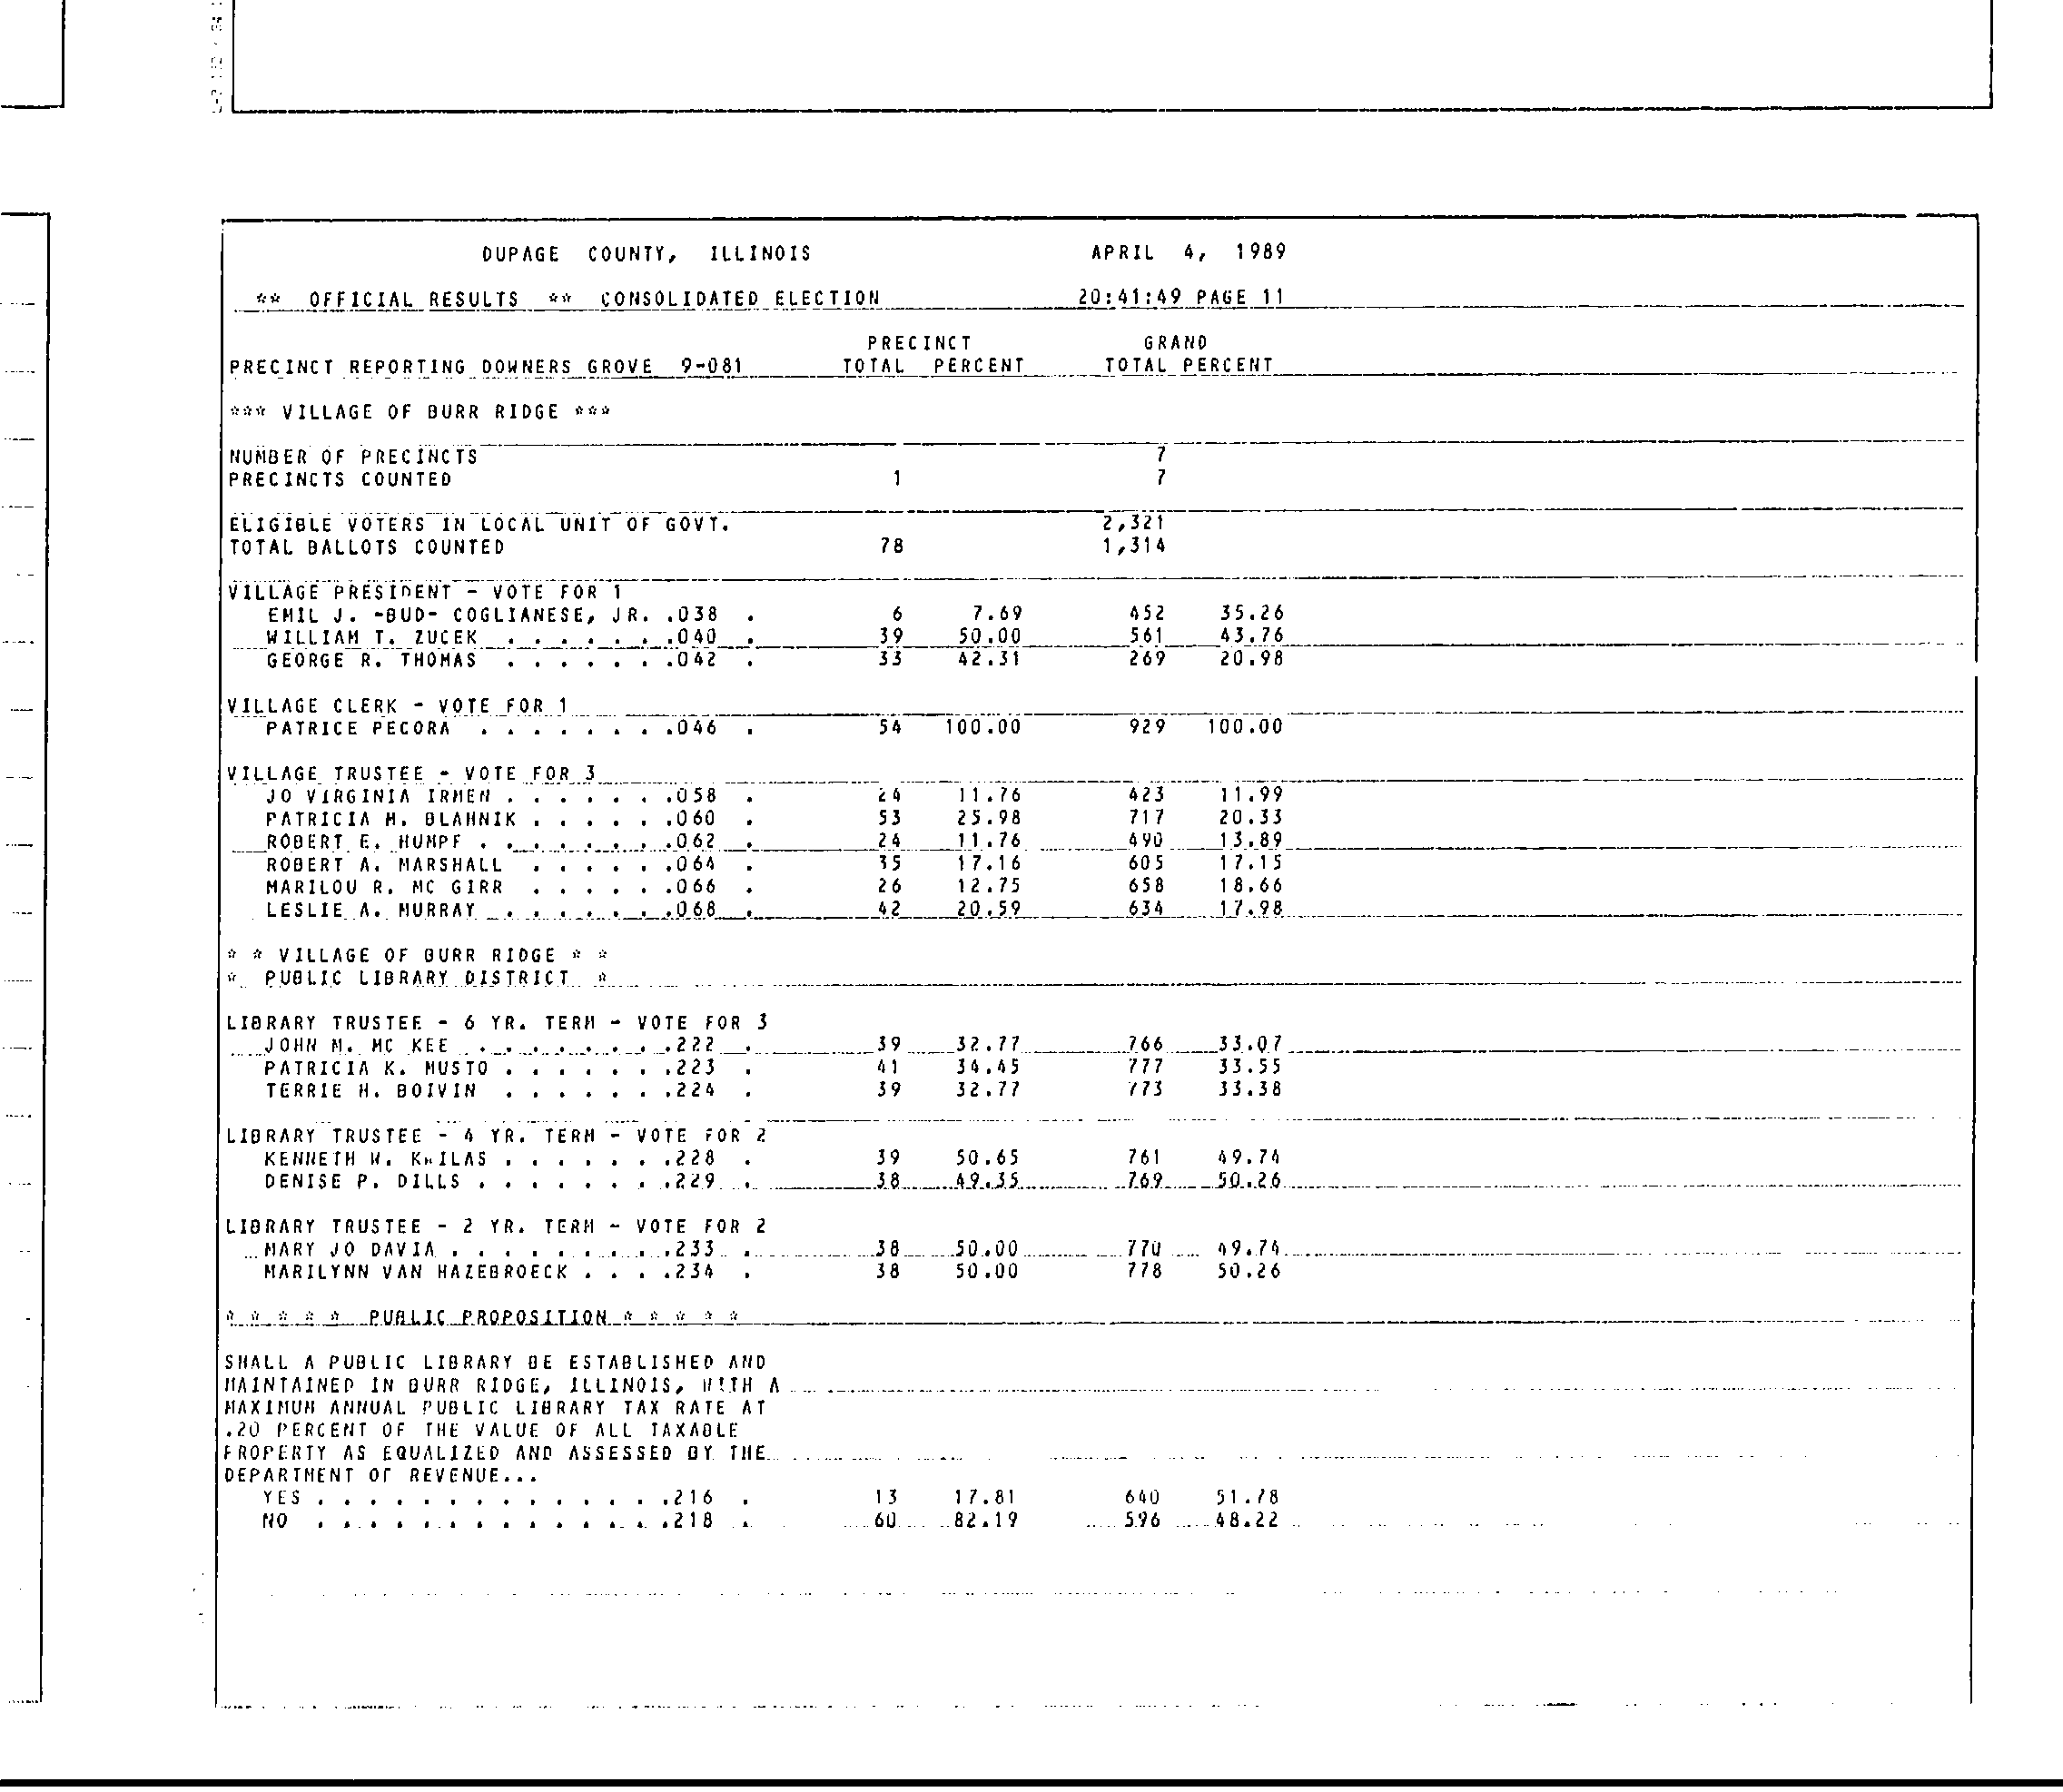 DUPAGE COUNTY, ILLINOIS APRIL 4, 1989
** OFFICIAL RESULTS ** CONSOLIDATED ELECTION 20:41:49 PAGE 11
PRECINCT GRAND
PRECINCT REPORTING DOWNERS GROVE 9-081 TOTAL PERCENT TOTAL PERCENT
*** VILLAGE OF BURR RIDGE ***
NUMBER OF PRECINCTS 7
PRECINCTS COUNTED 1 7
ELIGIBLE VOTERS IN LOCAL UNIT OF GOVT. 2,321
TOTAL BALLOTS COUNTED 78 1,314
VILLAGE PRESIDENT - VOTE FOR 1
EMIL J. -BUD- COGLIANESE, JR. .038 . 6 7.69 452 35.26
WILLIAM T. ZUCEK . . . . . . .040 . 39 50.00 561 43.76
GEORGE R. THOMAS . . . . . . .042 . 33 42.31 269 20.98
VILLAGE CLERK - VOTE FOR 1
PATRICE PECORA . . . . . . . .046 . 54 100.00 929 100.00
VILLAGE TRUSTEE - VOTE FOR 3
JO VIRGINIA IRMEN . . . . . . .058 . 24 11.76 423 11.99
PATRICIA M. BLAHNIK . . . . . .060 . 53 25.98 717 20.33
ROBERT E. HUMPF . . . . . . . .062 . 24 11.76 490 13.89
ROBERT A. MARSHALL . . . . . .064 . 35 17.16 605 17.15
MARILOU R. MC GIRR . . . . . .066 . 26 12.75 658 18.66
LESLIE A. MURRAY . . . . . . .068 . 42 20.59 634 17.98
* * VILLAGE OF BURR RIDGE * *
* PUBLIC LIBRARY DISTRICT *
LIBRARY TRUSTEE - 6 YR. TERM - VOTE FOR 3
JOHN M. MC KEE . . . . . . . .222 . 39 32.77 766 33.07
PATRICIA K. MUSTO . . . . . . .223 . 41 34.45 777 33.55
TERRIE H. BOIVIN . . . . . . .224 . 39 32.77 773 33.38
LIBRARY TRUSTEE - 4 YR. TERM - VOTE FOR 2
KENNETH W. KWILAS . . . . . . .228 . 39 50.65 761 49.74
DENISE P. DILLS . . . . . . . .229 . 38 49.35 769 50.26
LIBRARY TRUSTEE - 2 YR. TERM - VOTE FOR 2
MARY JO DAVIA . . . . . . . . .233 . 38 50.00 770 49.74
MARILYNN VAN HAZEBROECK . . . .234 . 38 50.00 778 50.26
* * * * * PUBLIC PROPOSITION * * * * *
SHALL A PUBLIC LIBRARY BE ESTABLISHED AND
MAINTAINED IN BURR RIDGE, ILLINOIS, WITH A
MAXIMUM ANNUAL PUBLIC LIBRARY TAX RATE AT
.20 PERCENT OF THE VALUE OF ALL TAXABLE
PROPERTY AS EQUALIZED AND ASSESSED BY THE
DEPARTMENT OF REVENUE...
YES . . . . . . . . . . . . . .216 . 13 17.81 640 51.78
NO . . . . . . . . . . . . . .218 . 60 82.19 596 48.22